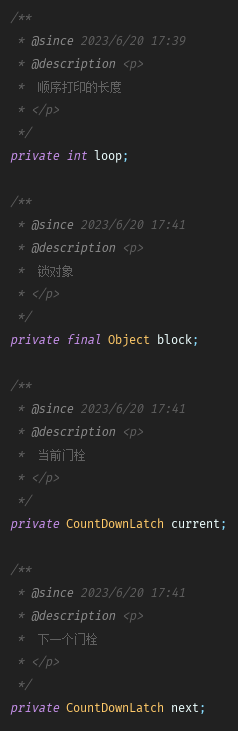 /**
 * @since 2023/6/20 17:39
 * @description <p>
 *  顺序打印的长度
 * </p>
 */
private int loop;
/**
 * @since 2023/6/20 17:41
 * @description <p>
 *  锁对象
 * </p>
 */
private final Object block;
/**
 * @since 2023/6/20 17:41
 * @description <p>
 *  当前门栓
 * </p>
 */
private CountDownLatch current;
/**
 * @since 2023/6/20 17:41
 * @description <p>
 *  下一个门栓
 * </p>
 */
private CountDownLatch next;